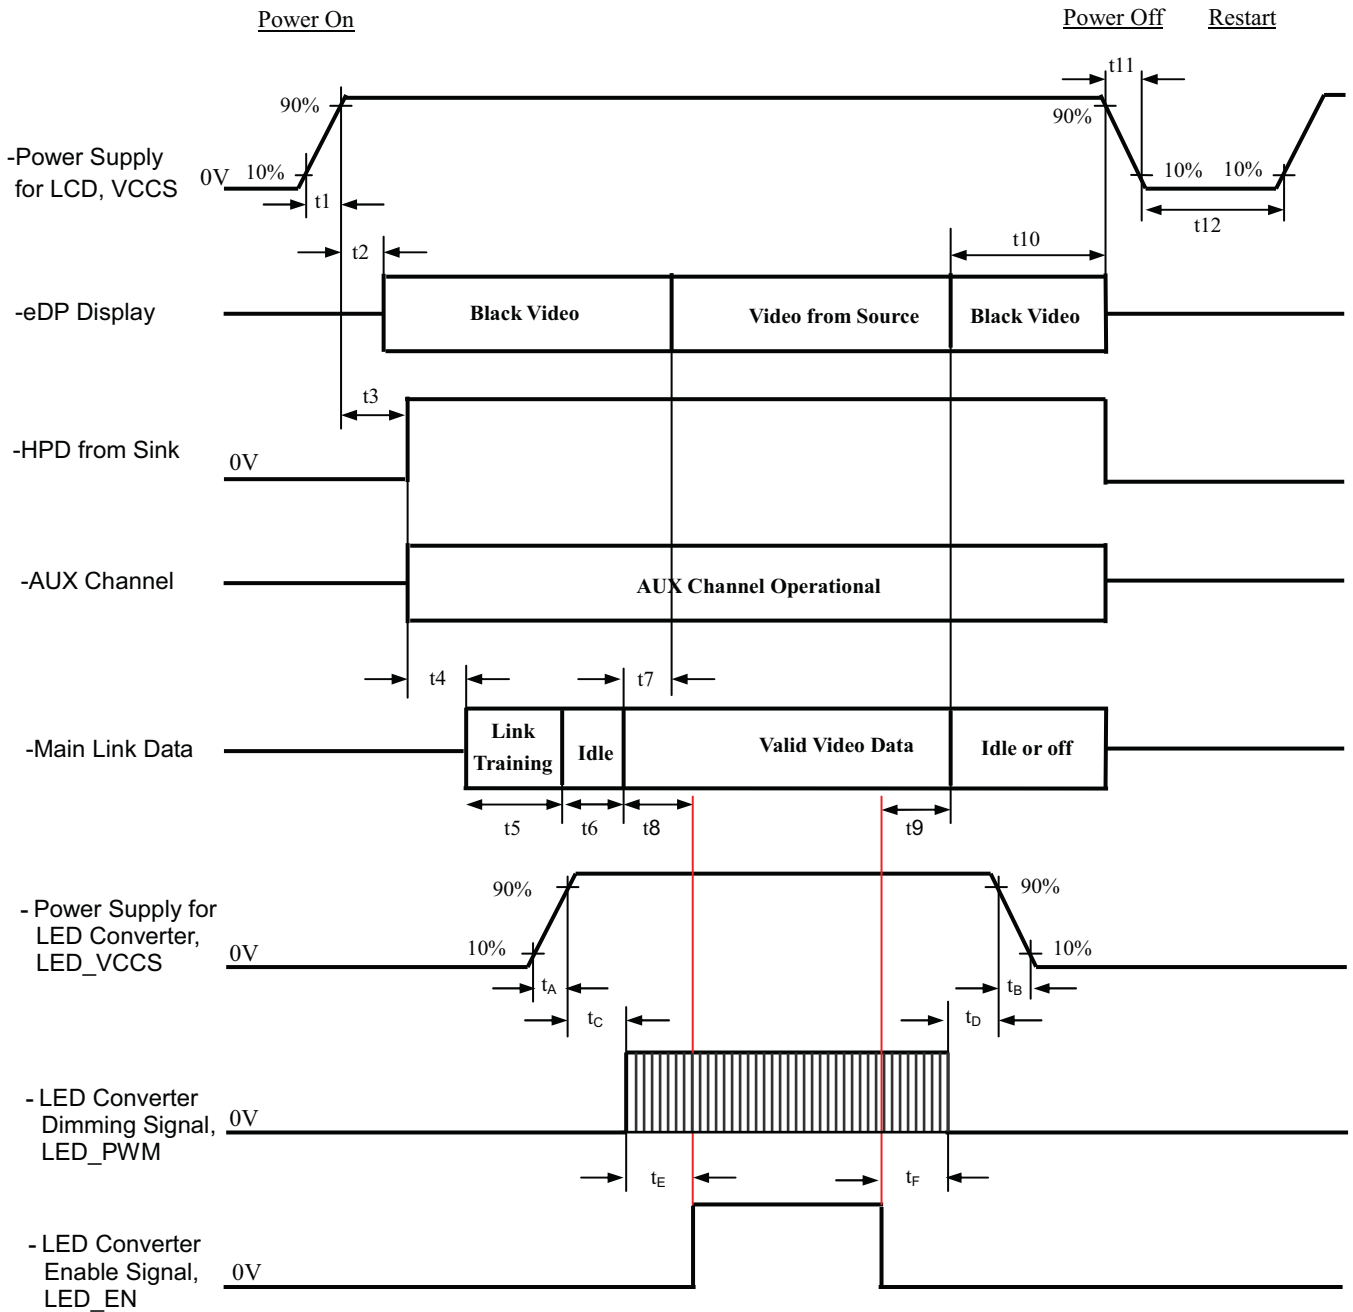 Power On
Power Off
Restart
t11
90%
90%
-Power Supply
for LCD, VCCS
0V
10%
10%
10%
t1
t12
t2
t10
-eDP Display
Black Video
Video from Source
Black Video
t3
-HPD from Sink
0V
-AUX Channel
AUX Channel Operational
t4
t7
-Main Link Data
Link
Training
Idle
Valid Video Data
Idle or off
t5
t6
t8
t9
90%
90%
- Power Supply for
LED Converter,
LED_VCCS
0V
10%
10%
tA
tB
tC
tD
- LED Converter
Dimming Signal,
LED_PWM
0V
tE
tF
- LED Converter
Enable Signal,
LED_EN
0V